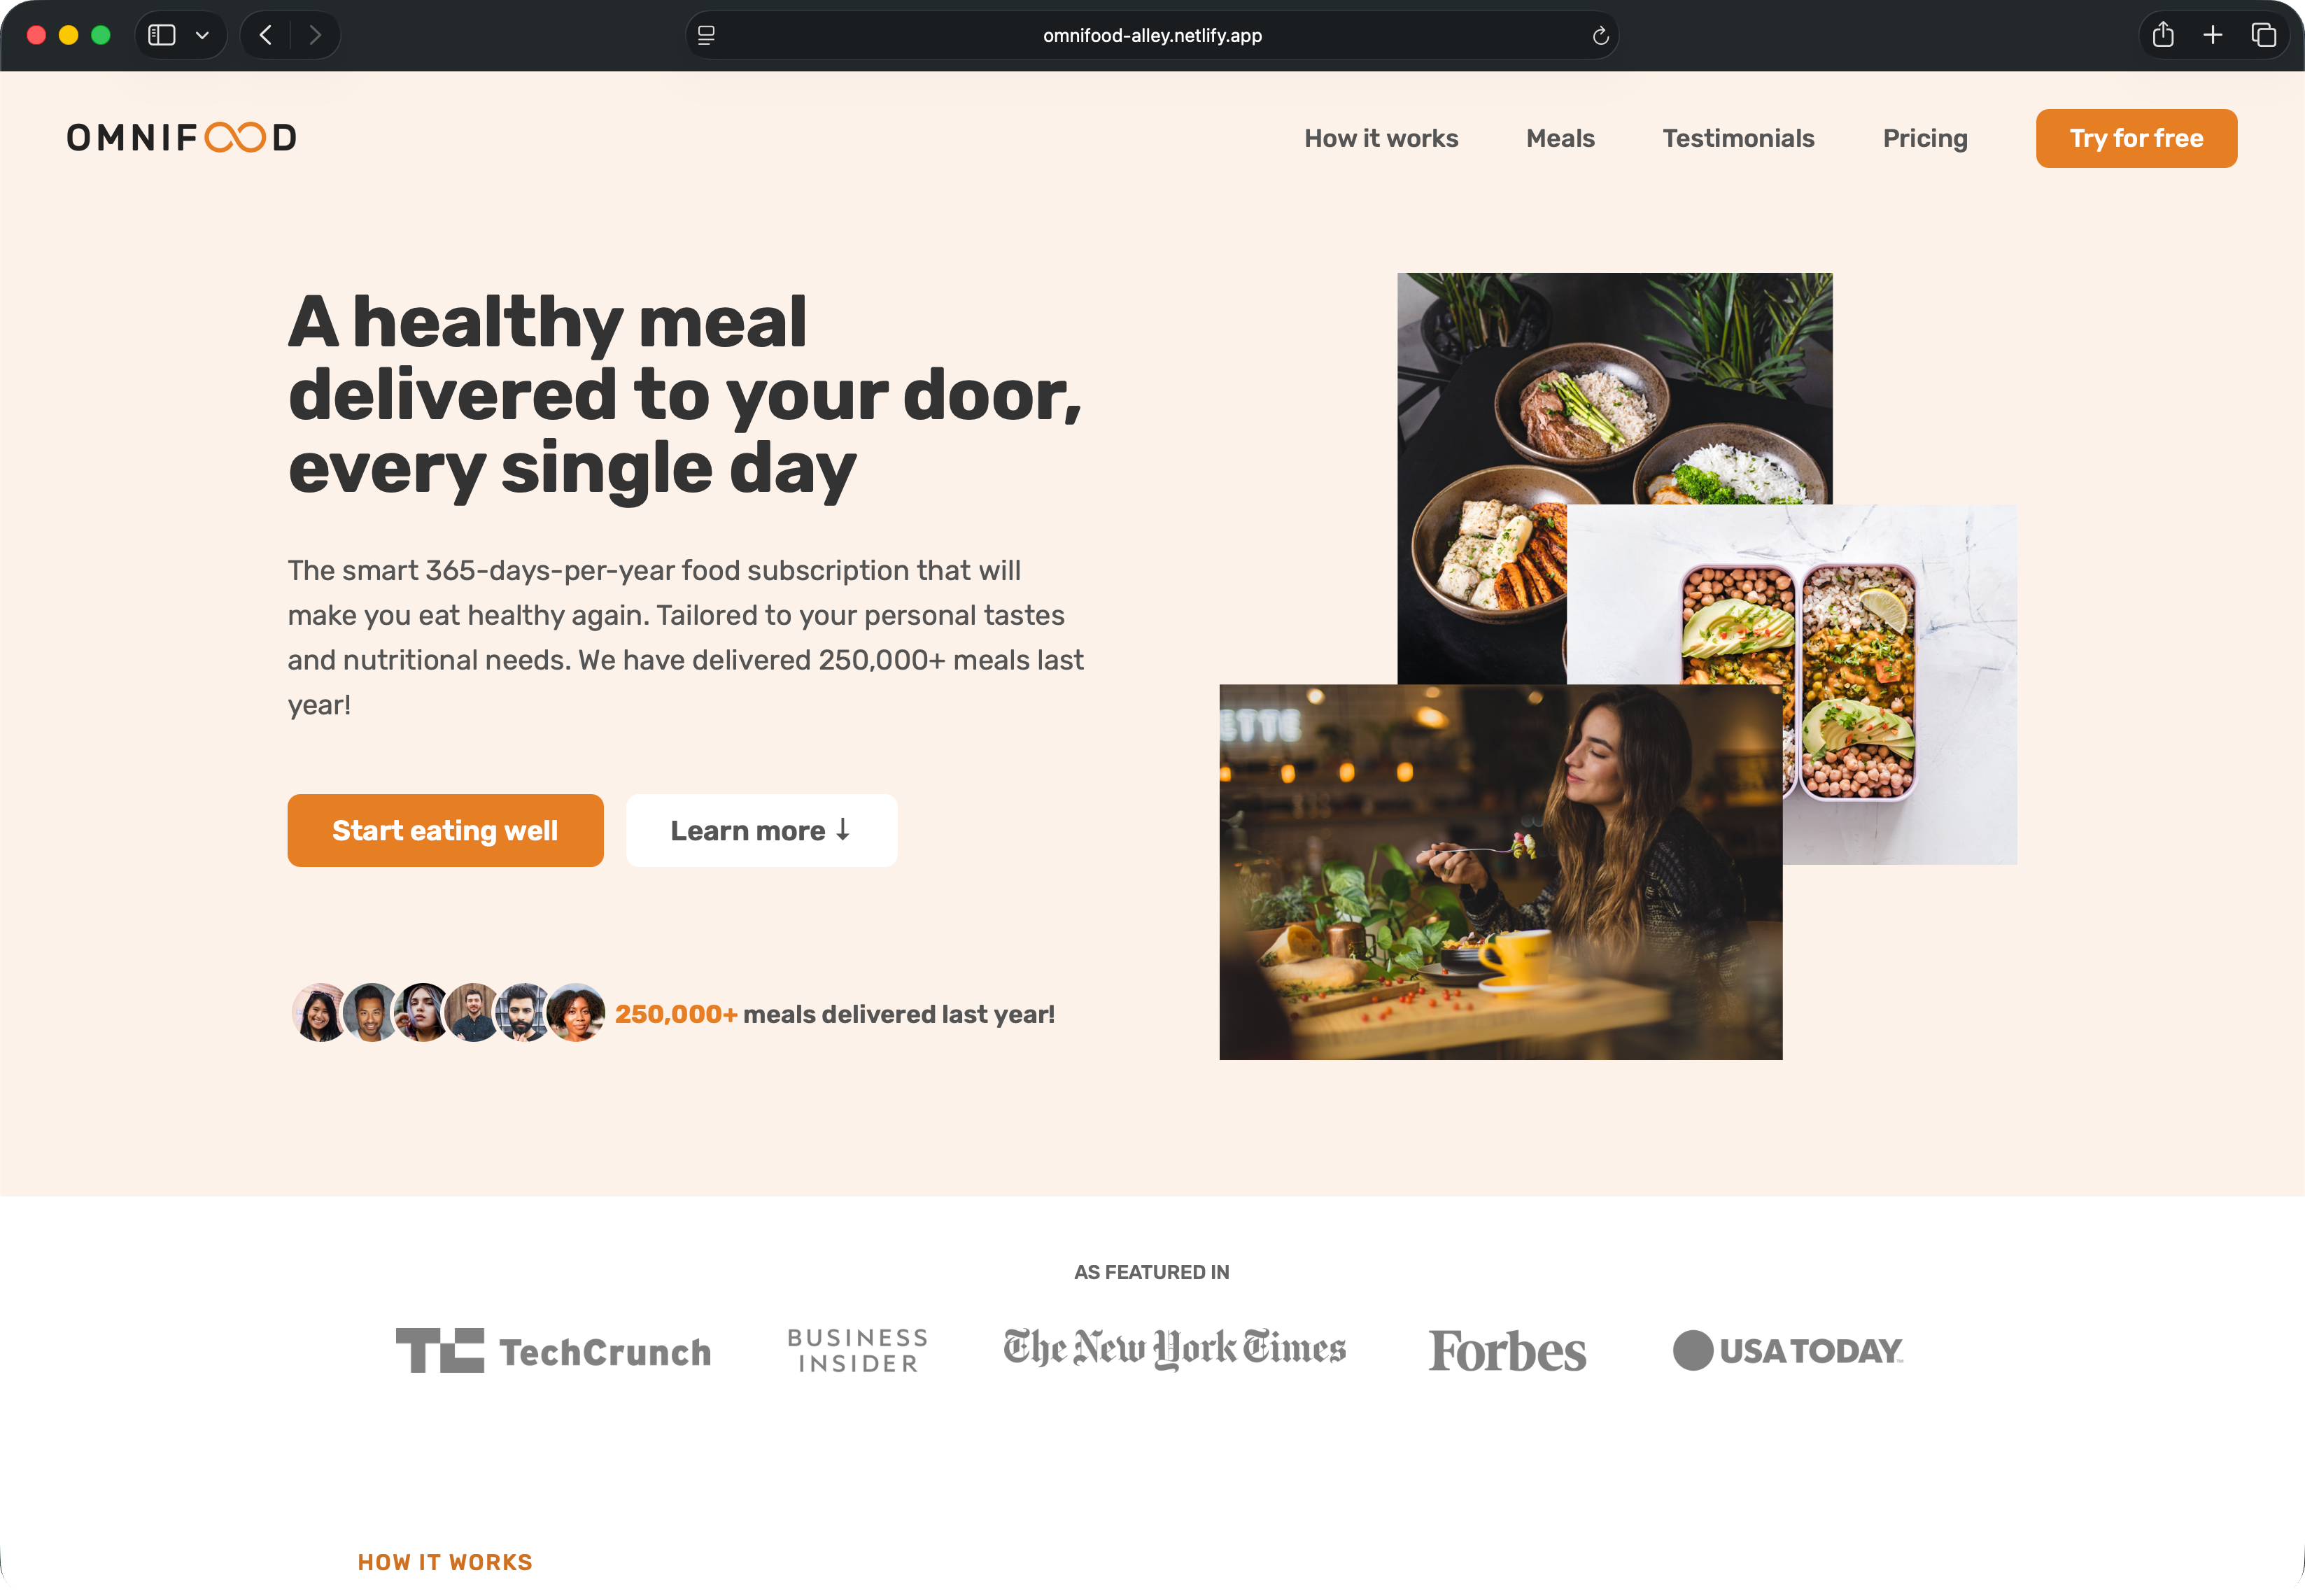 omnifood-alley.netlify.app
OMNIFOOD
How it works
Meals
Testimonials
Pricing
Try for free
A healthy meal
delivered to your door,
every single day
The smart 365-days-per-year food subscription that will
make you eat healthy again. Tailored to your personal tastes
and nutritional needs. We have delivered 250,000+ meals last
year!
Start eating well
Learn more ↓
ETTE
250,000+ meals delivered last year!
AS FEATURED IN
TC TechCrunch
BUSINESS
INSIDER
The New York Times
Forbes
USA TODAY
HOW IT WORKS